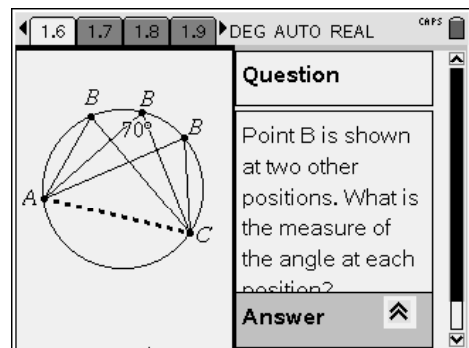 1.6 1.7 1.8 1.9 DEG AUTO REAL CAPS
B B B
70°
A
C
Question
Point B is shown
at two other
positions. What is
the measure of
the angle at each
position?
Answer